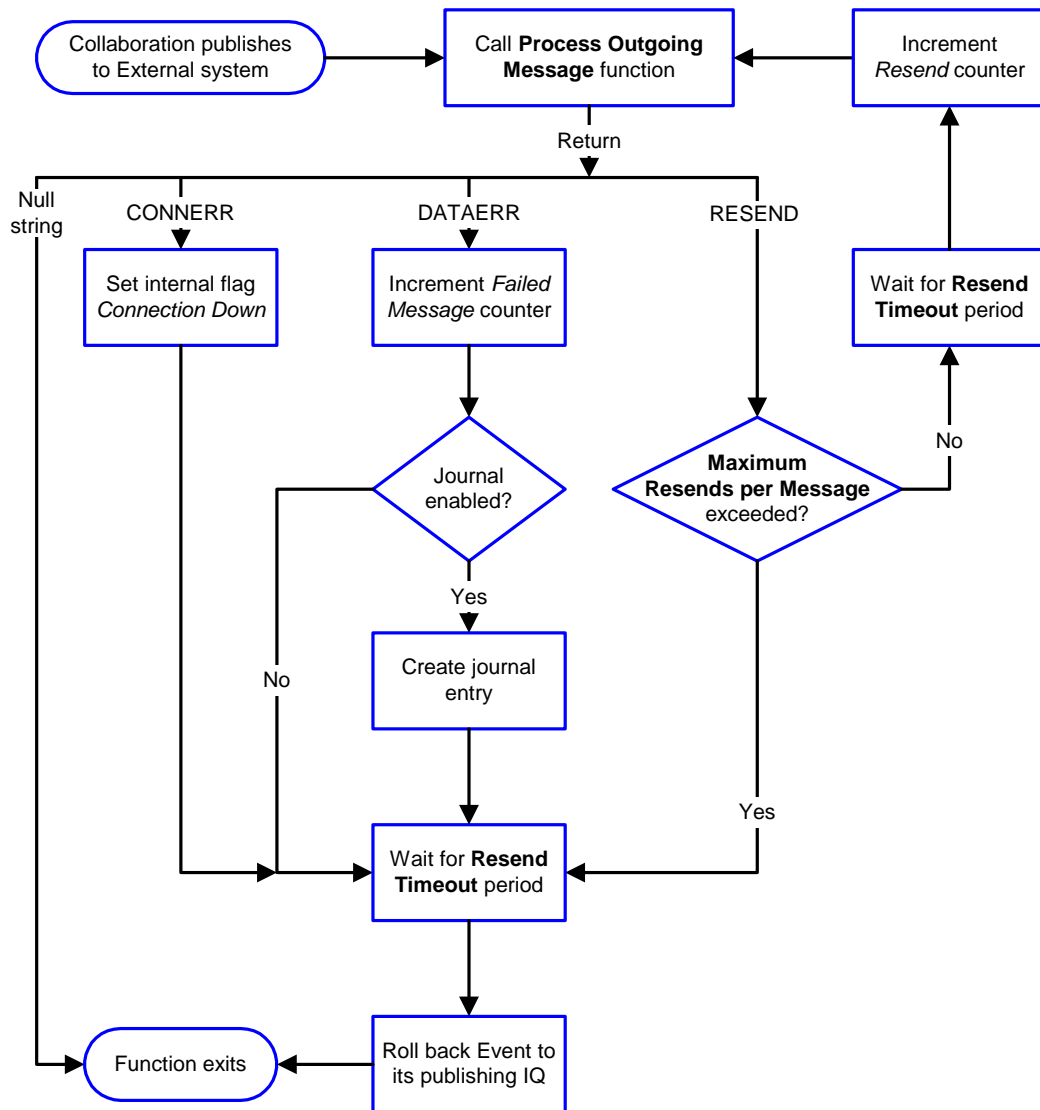 Collaboration publishes
to External system
Call Process Outgoing
Message function
Increment
Resend counter
Return
Null
string
CONNERR
DATAERR
RESEND
Set internal flag
Connection Down
Increment Failed
Message counter
Wait for Resend
Timeout period
Journal
enabled?
Maximum
Resends per Message
exceeded?
No
Yes
No
Create journal
entry
Yes
Wait for Resend
Timeout period
Function exits
Roll back Event to
its publishing IQ